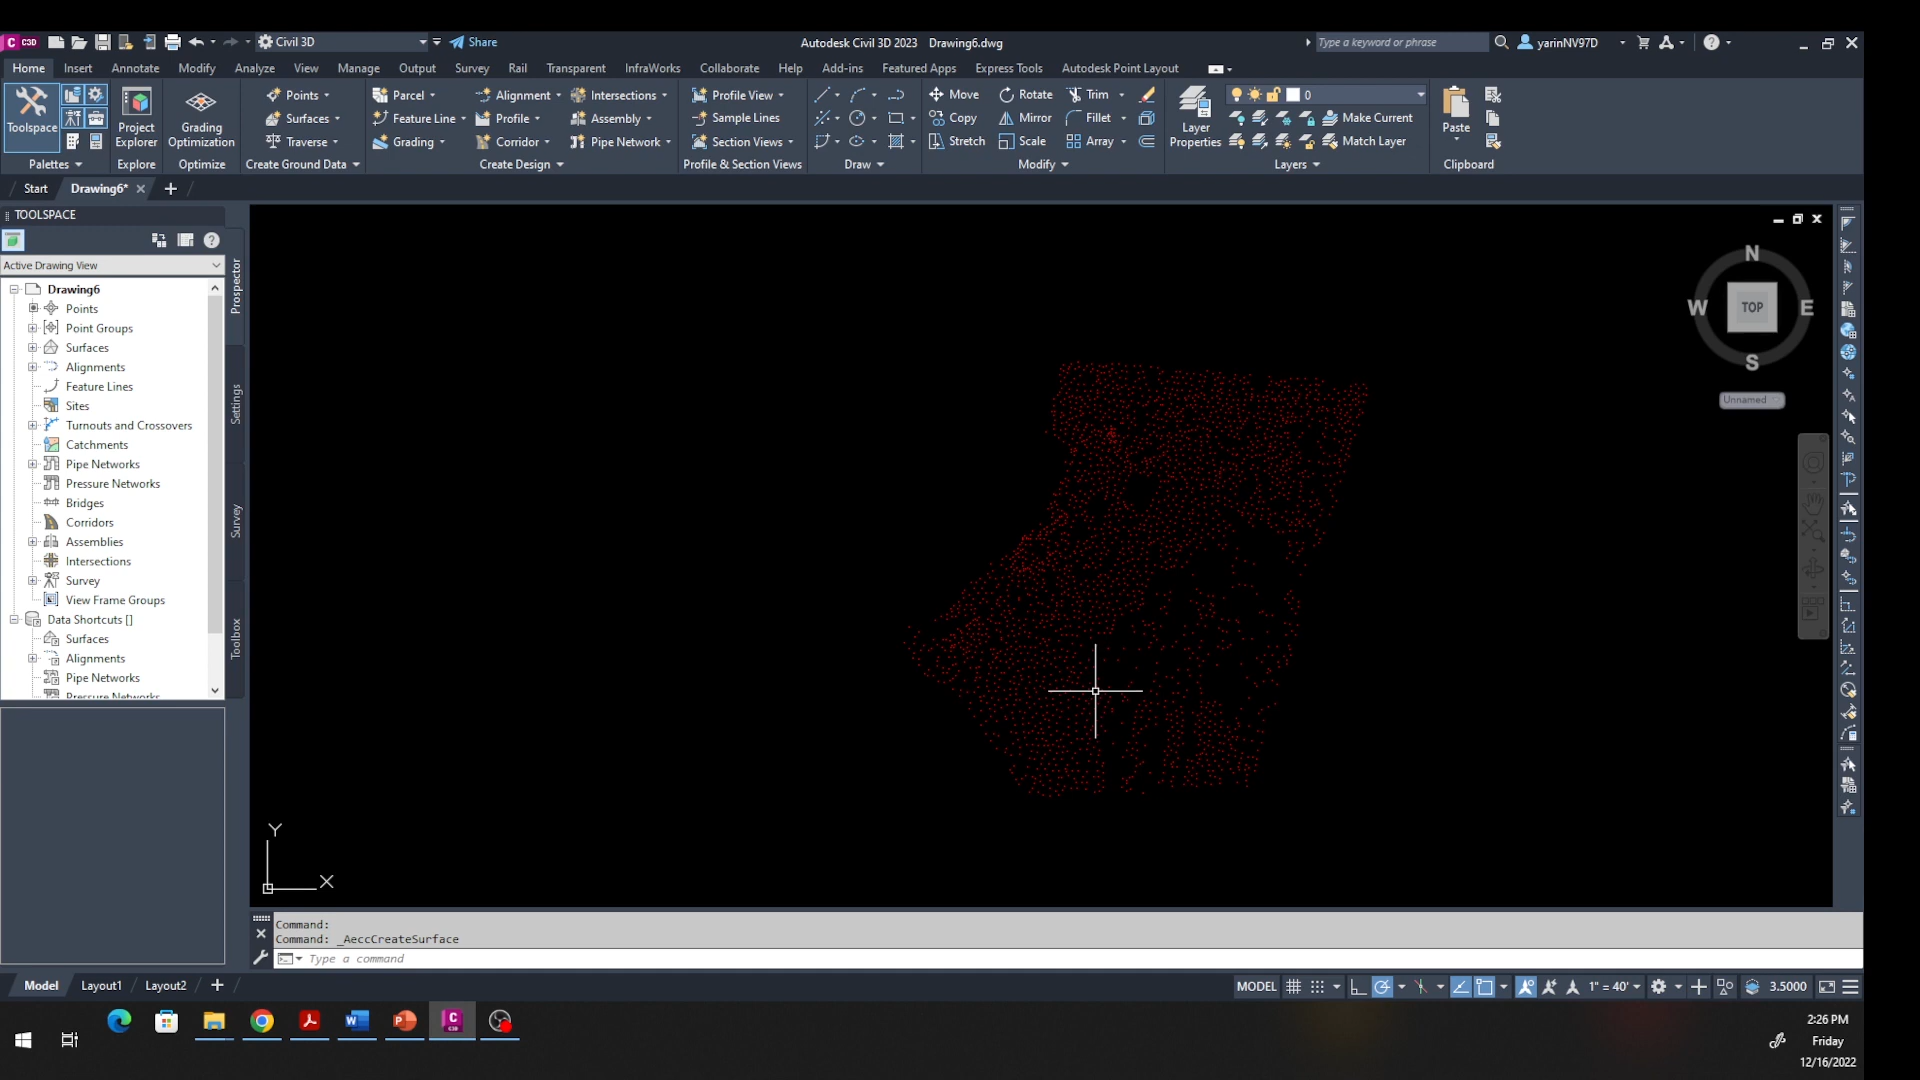 C C3D Civil 3D Share Autodesk Civil 3D 2023 Drawing6.dwg Type a keyword or phrase yarinNV97D
Home Insert Annotate Modify Analyze View Manage Output Survey Rail Transparent InfraWorks Collaborate Help Add-ins Featured Apps Express Tools Autodesk Point Layout
Points Parcel Alignment Intersections Profile View Move Rotate Trim 0
Surfaces Feature Line Profile Assembly Sample Lines Copy Mirror Fillet Make Current
Traverse Grading Corridor Pipe Network Section Views Stretch Scale Array Match Layer
Toolspace
Project
Explorer
Grading
Optimization
Layer
Properties
Paste
Palettes Explore Optimize Create Ground Data Create Design Profile & Section Views Draw Modify Layers Clipboard
Start Drawing6*
TOOLSPACE
Active Drawing View
Drawing6
Points
Point Groups
Surfaces
Alignments
Feature Lines
Sites
Turnouts and Crossovers
Catchments
Pipe Networks
Pressure Networks
Bridges
Corridors
Assemblies
Intersections
Survey
View Frame Groups
Data Shortcuts []
Surfaces
Alignments
Pipe Networks
Pressure Networks
Prospector
Settings
Survey
Toolbox
N
W TOP E
S
Unnamed
Y
X
Command:
Command: _AeccCreateSurface
Type a command
Model Layout1 Layout2 MODEL 1" = 40' 3.5000
2:26 PM
Friday
12/16/2022